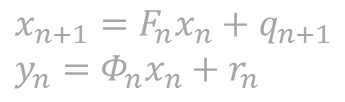 xₙ₊₁ = Fₙxₙ + qₙ₊₁
yₙ = Φₙxₙ + rₙ